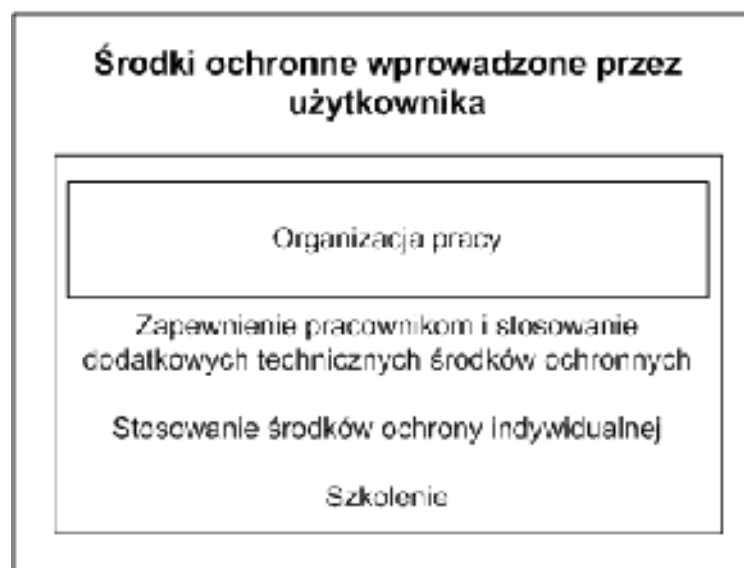 Środki ochronne wprowadzone przez
użytkownika
Organizacja pracy
Zapewnienie pracownikom i stosowanie
dodatkowych technicznych środków ochronnych
Stosowanie środków ochrony indywidualnej
Szkolenie